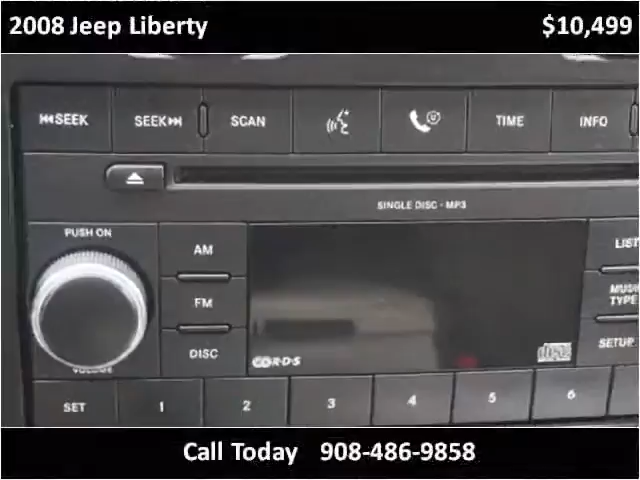 2008 Jeep Liberty $10,499
SEEK SEEK SCAN TIME INFO
SINGLE DISC - MP3
PUSH ON
AM
LIST
FM
MUSIC
TYPE
DISC
SETUP
VOLUME
SET 1 2 3 4 5 6
Call Today 908-486-9858